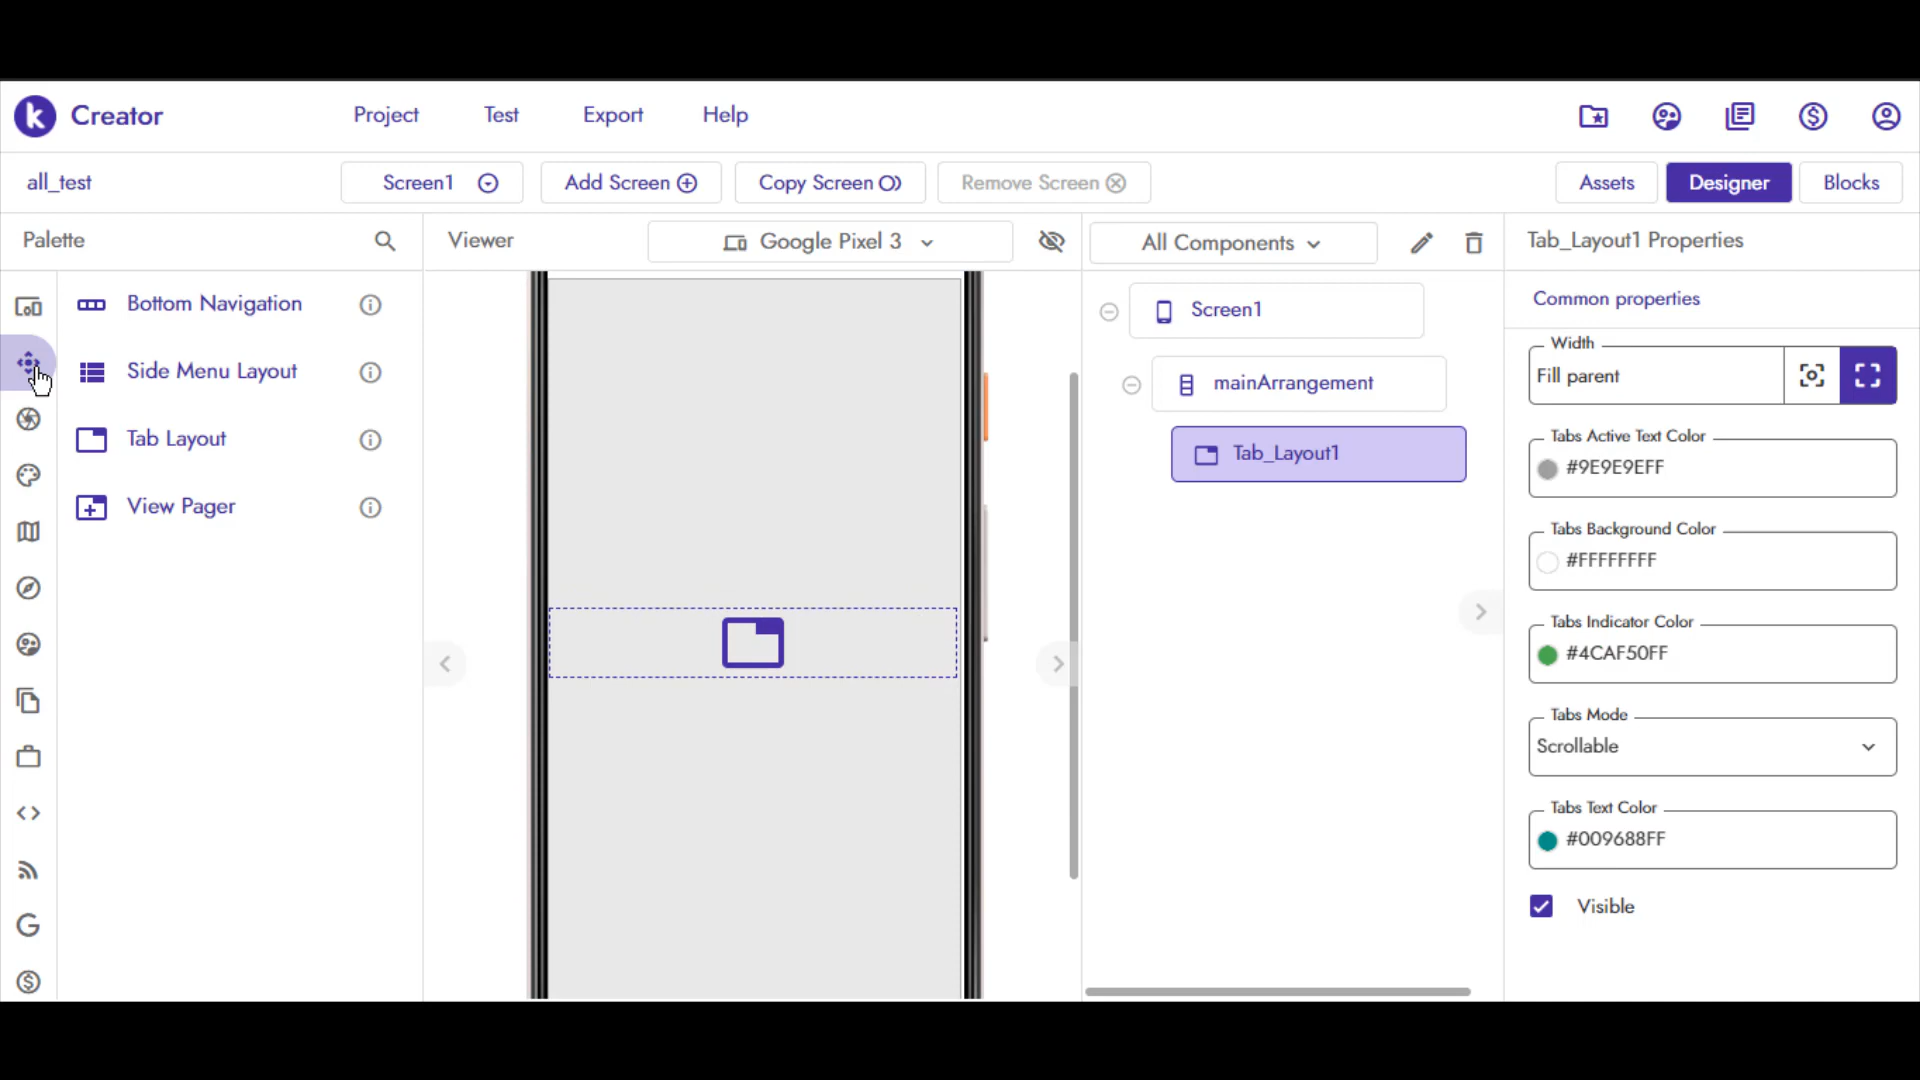 k Creator
Project Test Export Help
all_test
Screen1 Add Screen Copy Screen Remove Screen
Assets Designer Blocks
Palette
Bottom Navigation
Side Menu Layout
Tab Layout
View Pager
Viewer
Google Pixel 3
All Components
Screen1
mainArrangement
Tab_Layout1
Tab_Layout1 Properties
Common properties
Width
Fill parent
Tabs Active Text Color
#9E9E9EFF
Tabs Background Color
#FFFFFFFF
Tabs Indicator Color
#4CAF50FF
Tabs Mode
Scrollable
Tabs Text Color
#009688FF
Visible